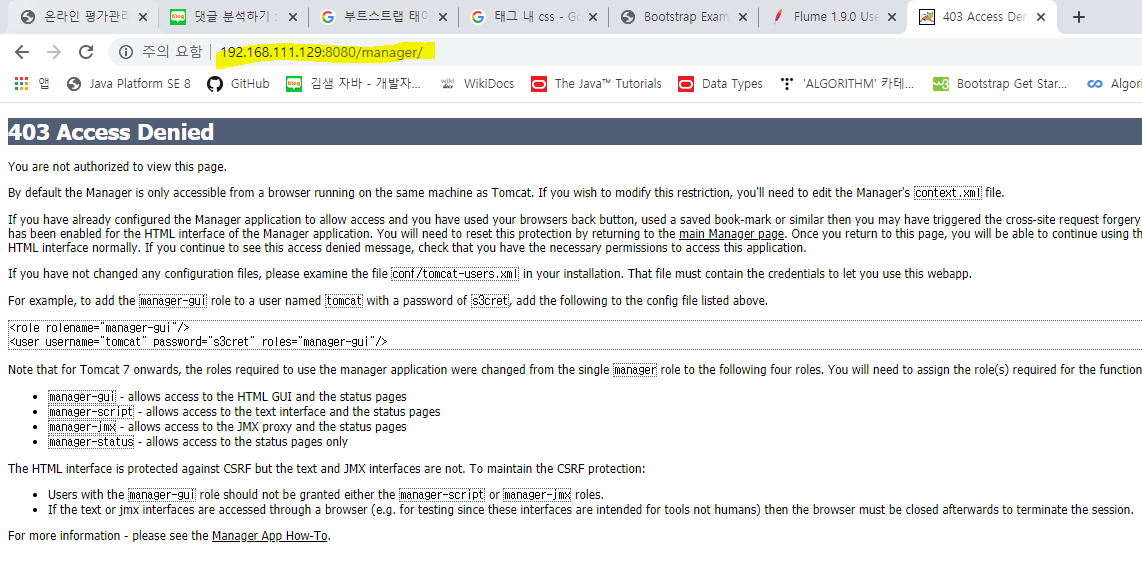 온라인 평가관리
댓글 분석하기 :
부트스트랩 테이
태그 내 css - Go
Bootstrap Exam
Flume 1.9.0 Use
403 Access Den
주의 요함 | 192.168.111.129:8080/manager/
앱
Java Platform SE 8
GitHub
blog
김샘 자바 - 개발자...
WikiDocs
The Java™ Tutorials
Data Types
'ALGORITHM' 카테...
Bootstrap Get Star...
Algori
403 Access Denied
You are not authorized to view this page.
By default the Manager is only accessible from a browser running on the same machine as Tomcat. If you wish to modify this restriction, you'll need to edit the Manager's context.xml file.
If you have already configured the Manager application to allow access and you have used your browsers back button, used a saved book-mark or similar then you may have triggered the cross-site request forgery
has been enabled for the HTML interface of the Manager application. You will need to reset this protection by returning to the main Manager page. Once you return to this page, you will be able to continue using th
HTML interface normally. If you continue to see this access denied message, check that you have the necessary permissions to access this application.
If you have not changed any configuration files, please examine the file conf/tomcat-users.xml in your installation. That file must contain the credentials to let you use this webapp.
For example, to add the manager-gui role to a user named tomcat with a password of s3cret, add the following to the config file listed above.
<role rolename="manager-gui"/>
<user username="tomcat" password="s3cret" roles="manager-gui"/>
Note that for Tomcat 7 onwards, the roles required to use the manager application were changed from the single manager role to the following four roles. You will need to assign the role(s) required for the function
• manager-gui - allows access to the HTML GUI and the status pages
• manager-script - allows access to the text interface and the status pages
• manager-jmx - allows access to the JMX proxy and the status pages
• manager-status - allows access to the status pages only
The HTML interface is protected against CSRF but the text and JMX interfaces are not. To maintain the CSRF protection:
• Users with the manager-gui role should not be granted either the manager-script or manager-jmx roles.
• If the text or jmx interfaces are accessed through a browser (e.g. for testing since these interfaces are intended for tools not humans) then the browser must be closed afterwards to terminate the session.
For more information - please see the Manager App How-To.